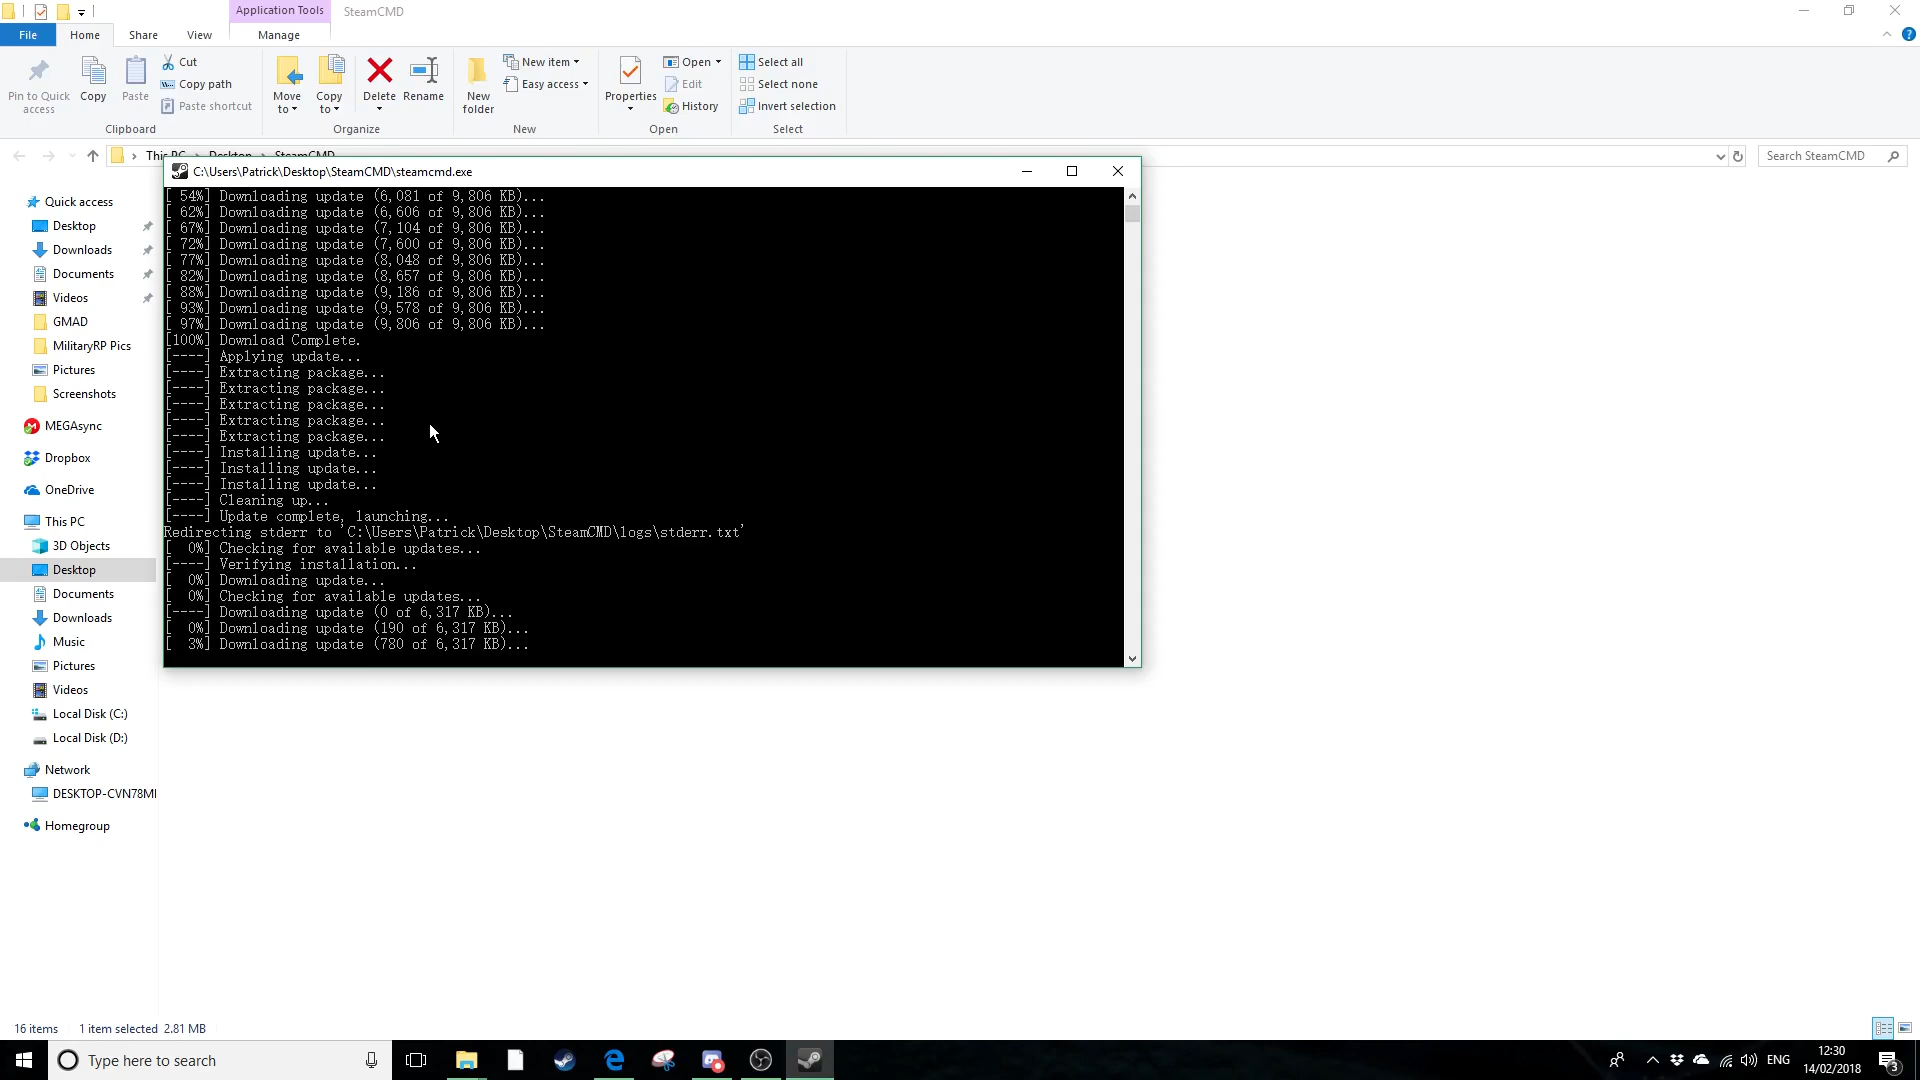 Application Tools
SteamCMD
File
Home
Share
View
Manage
Pin to Quick access
Copy
Paste
Cut
Copy path
Paste shortcut
Clipboard
Move to
Copy to
Delete
Rename
Organize
New folder
New item
Easy access
New
Properties
Open
Edit
History
Open
Select all
Select none
Invert selection
Select
This PC
Desktop
SteamCMD
Search SteamCMD
C:\Users\Patrick\Desktop\SteamCMD\steamcmd.exe
[ 54%] Downloading update (6,081 of 9,806 KB)...
[ 62%] Downloading update (6,606 of 9,806 KB)...
[ 67%] Downloading update (7,104 of 9,806 KB)...
[ 72%] Downloading update (7,600 of 9,806 KB)...
[ 77%] Downloading update (8,048 of 9,806 KB)...
[ 82%] Downloading update (8,657 of 9,806 KB)...
[ 88%] Downloading update (9,186 of 9,806 KB)...
[ 93%] Downloading update (9,578 of 9,806 KB)...
[ 97%] Downloading update (9,806 of 9,806 KB)...
[100%] Download Complete.
[----] Applying update...
[----] Extracting package...
[----] Extracting package...
[----] Extracting package...
[----] Extracting package...
[----] Extracting package...
[----] Installing update...
[----] Installing update...
[----] Installing update...
[----] Cleaning up...
[----] Update complete, launching...
Redirecting stderr to 'C:\Users\Patrick\Desktop\SteamCMD\logs\stderr.txt'
[  0%] Checking for available updates...
[----] Verifying installation...
[  0%] Downloading update...
[  0%] Checking for available updates...
[----] Downloading update (0 of 6,317 KB)...
[  0%] Downloading update (190 of 6,317 KB)...
[  3%] Downloading update (780 of 6,317 KB)...
Quick access
Desktop
Downloads
Documents
Videos
GMAD
MilitaryRP Pics
Pictures
Screenshots
MEGAsync
Dropbox
OneDrive
This PC
3D Objects
Desktop
Documents
Downloads
Music
Pictures
Videos
Local Disk (C:)
Local Disk (D:)
Network
DESKTOP-CVN78MI
Homegroup
16 items
1 item selected 2.81 MB
Type here to search
ENG
12:30
14/02/2018
3